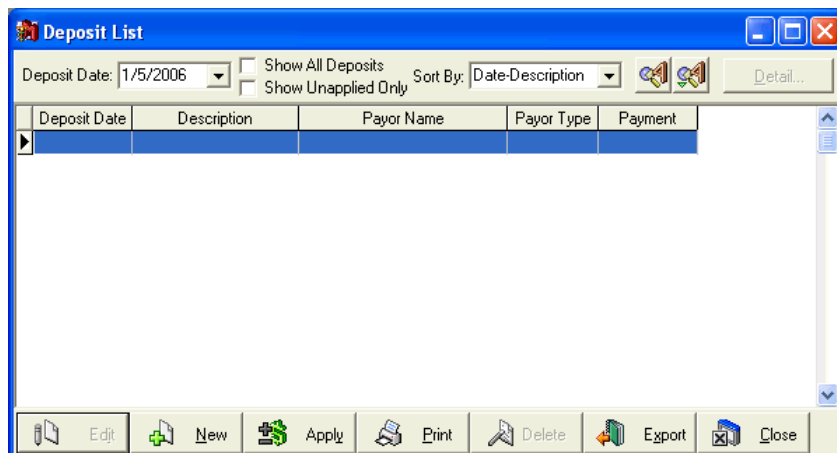 Deposit List
Deposit Date: 1/5/2006 Show All Deposits Sort By: Date-Description Detail...
Show Unapplied Only
Deposit Date Description Payor Name Payor Type Payment
Edit New Apply Print Delete Export Close